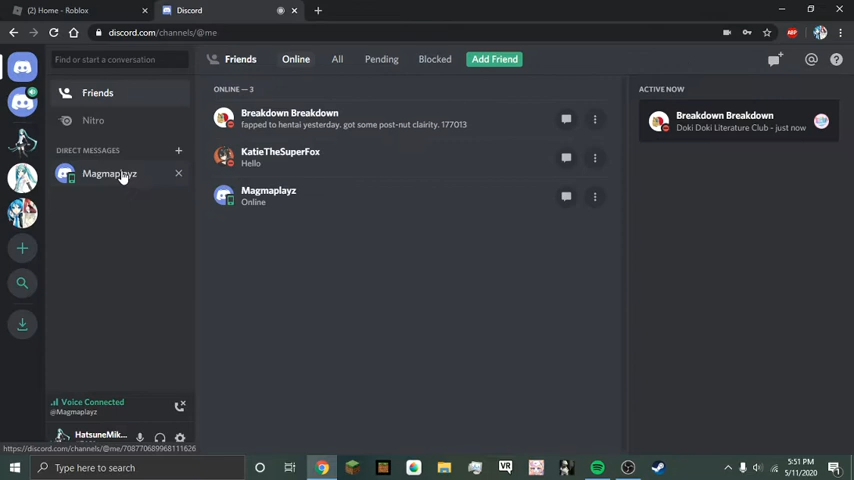 (2) Home - Roblox
Discord
discord.com/channels/@me
ABP
Find or start a conversation
Friends
Online
All
Pending
Blocked
Add Friend
Friends
Nitro
DIRECT MESSAGES
Magmaplayz
ONLINE — 3
Breakdown Breakdown
fapped to hentai yesterday. got some post-nut clairity. 177013
KatieTheSuperFox
Hello
Magmaplayz
Online
ACTIVE NOW
Breakdown Breakdown
Doki Doki Literature Club - just now
Voice Connected
@Magmaplayz
HatsuneMik...
https://discord.com/channels/@me/708770689968111626
Type here to search
VR
5:51 PM
5/11/2020